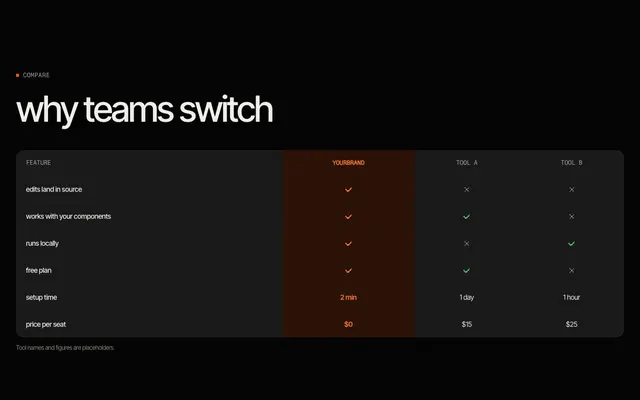 COMPARE
why teams switch
FEATURE YOURBRAND TOOL A TOOL B
edits land in source
works with your components
runs locally
free plan
setup time 2 min 1 day 1 hour
price per seat $0 $15 $25
Tool names and figures are placeholders.